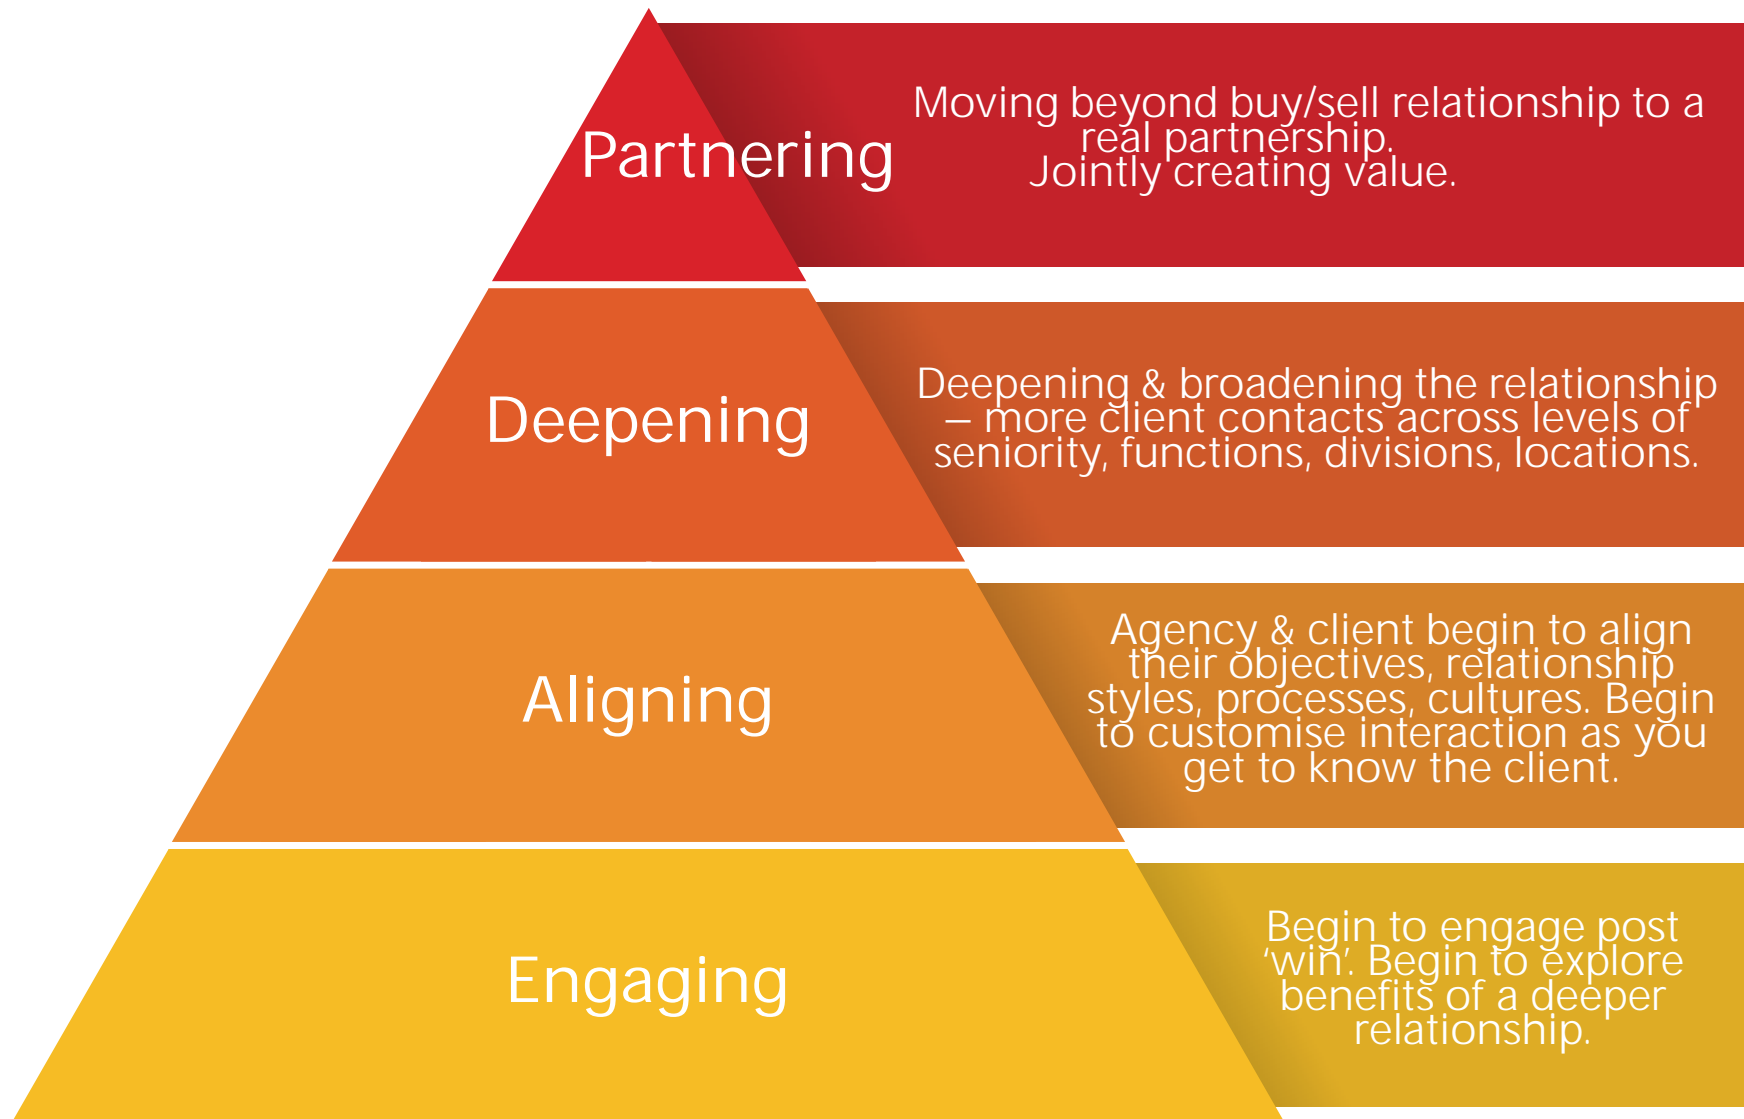 Partnering
Moving beyond buy/sell relationship to a
real partnership.
Jointly creating value.
Deepening
Deepening & broadening the relationship
– more client contacts across levels of
seniority, functions, divisions, locations.
Aligning
Agency & client begin to align
their objectives, relationship
styles, processes, cultures. Begin
to customise interaction as you
get to know the client.
Engaging
Begin to engage post
‘win’. Begin to explore
benefits of a deeper
relationship.